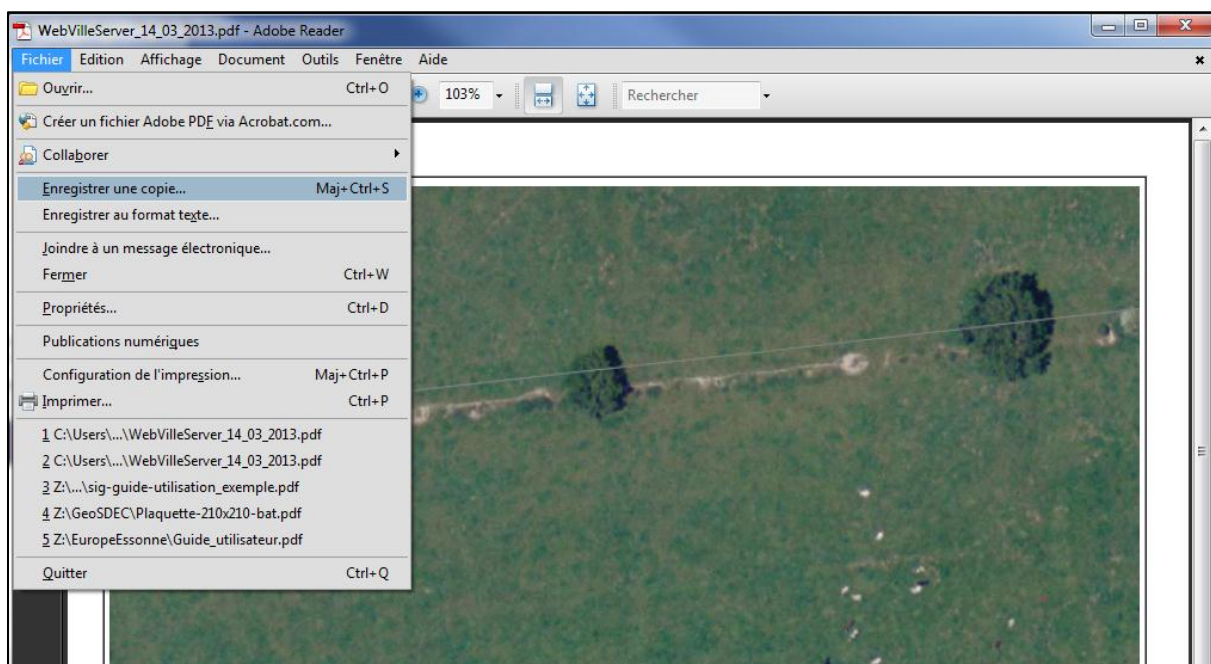 WebVilleServer_14_03_2013.pdf - Adobe Reader
Fichier Edition Affichage Document Outils Fenêtre Aide
103% Rechercher
Ouvrir... Ctrl+O
Créer un fichier Adobe PDF via Acrobat.com...
Collaborer
Enregistrer une copie... Maj+Ctrl+S
Enregistrer au format texte...
Joindre à un message électronique...
Fermer Ctrl+W
Propriétés... Ctrl+D
Publications numériques
Configuration de l'impression... Maj+Ctrl+P
Imprimer... Ctrl+P
1 C:\Users\...\WebVilleServer_14_03_2013.pdf
2 C:\Users\...\WebVilleServer_14_03_2013.pdf
3 Z:\...\sig-guide-utilisation_exemple.pdf
4 Z:\GeoSDEC\Plaquette-210x210-bat.pdf
5 Z:\EuropeEssonne\Guide_utilisateur.pdf
Quitter Ctrl+Q